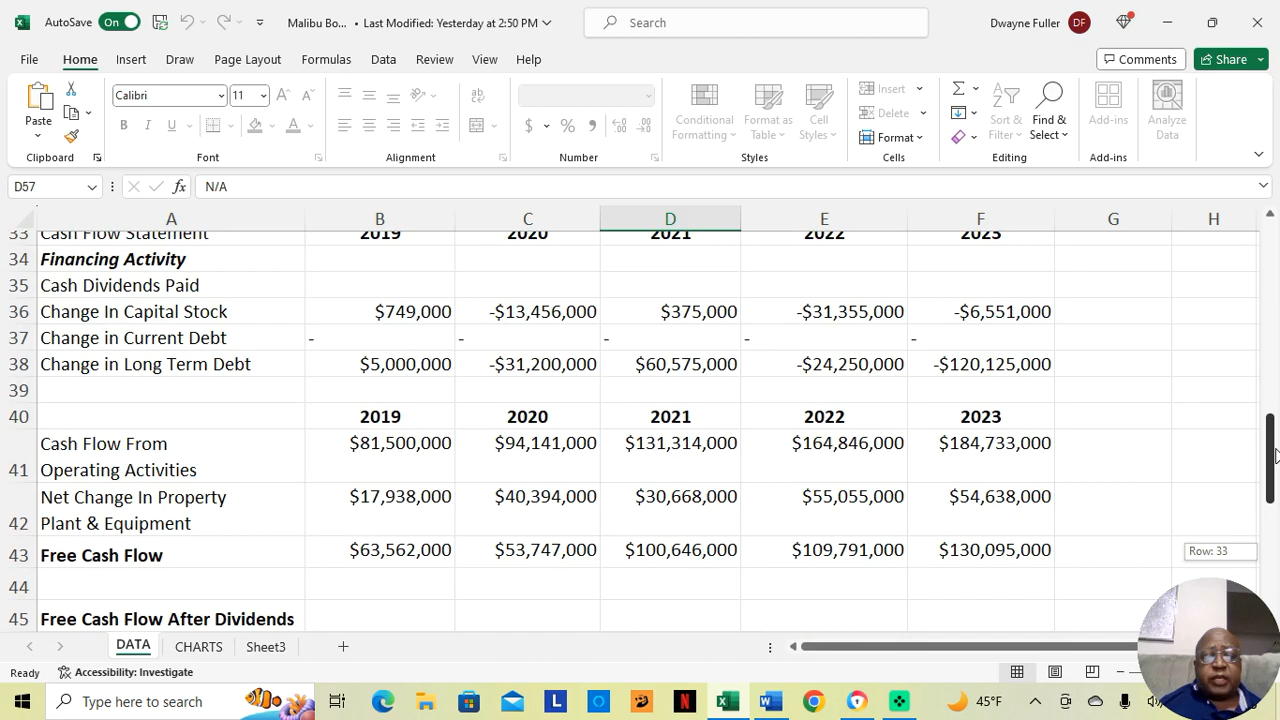 AutoSave On Malibu Bo... • Last Modified: Yesterday at 2:50 PM Search Dwayne Fuller DF
File Home Insert Draw Page Layout Formulas Data Review View Help Comments Share
Paste Calibri 11 Insert Delete Format
B I U $ % Conditional Formatting Format as Table Cell Styles Sort & Filter Find & Select Add-ins Analyze Data
Clipboard Font Alignment Number Styles Cells Editing Add-ins
D57 fx N/A
A B C D E F G H
33 Cash Flow Statement 2019 2020 2021 2022 2023
34 Financing Activity
35 Cash Dividends Paid
36 Change In Capital Stock $749,000 -$13,456,000 $375,000 -$31,355,000 -$6,551,000
37 Change in Current Debt - - - - -
38 Change in Long Term Debt $5,000,000 -$31,200,000 $60,575,000 -$24,250,000 -$120,125,000
39
40 2019 2020 2021 2022 2023
Cash Flow From $81,500,000 $94,141,000 $131,314,000 $164,846,000 $184,733,000
41 Operating Activities
Net Change In Property $17,938,000 $40,394,000 $30,668,000 $55,055,000 $54,638,000
42 Plant & Equipment
43 Free Cash Flow $63,562,000 $53,747,000 $100,646,000 $109,791,000 $130,095,000 Row: 33
44
45 Free Cash Flow After Dividends
DATA CHARTS Sheet3
Ready Accessibility: Investigate
Type here to search 45°F